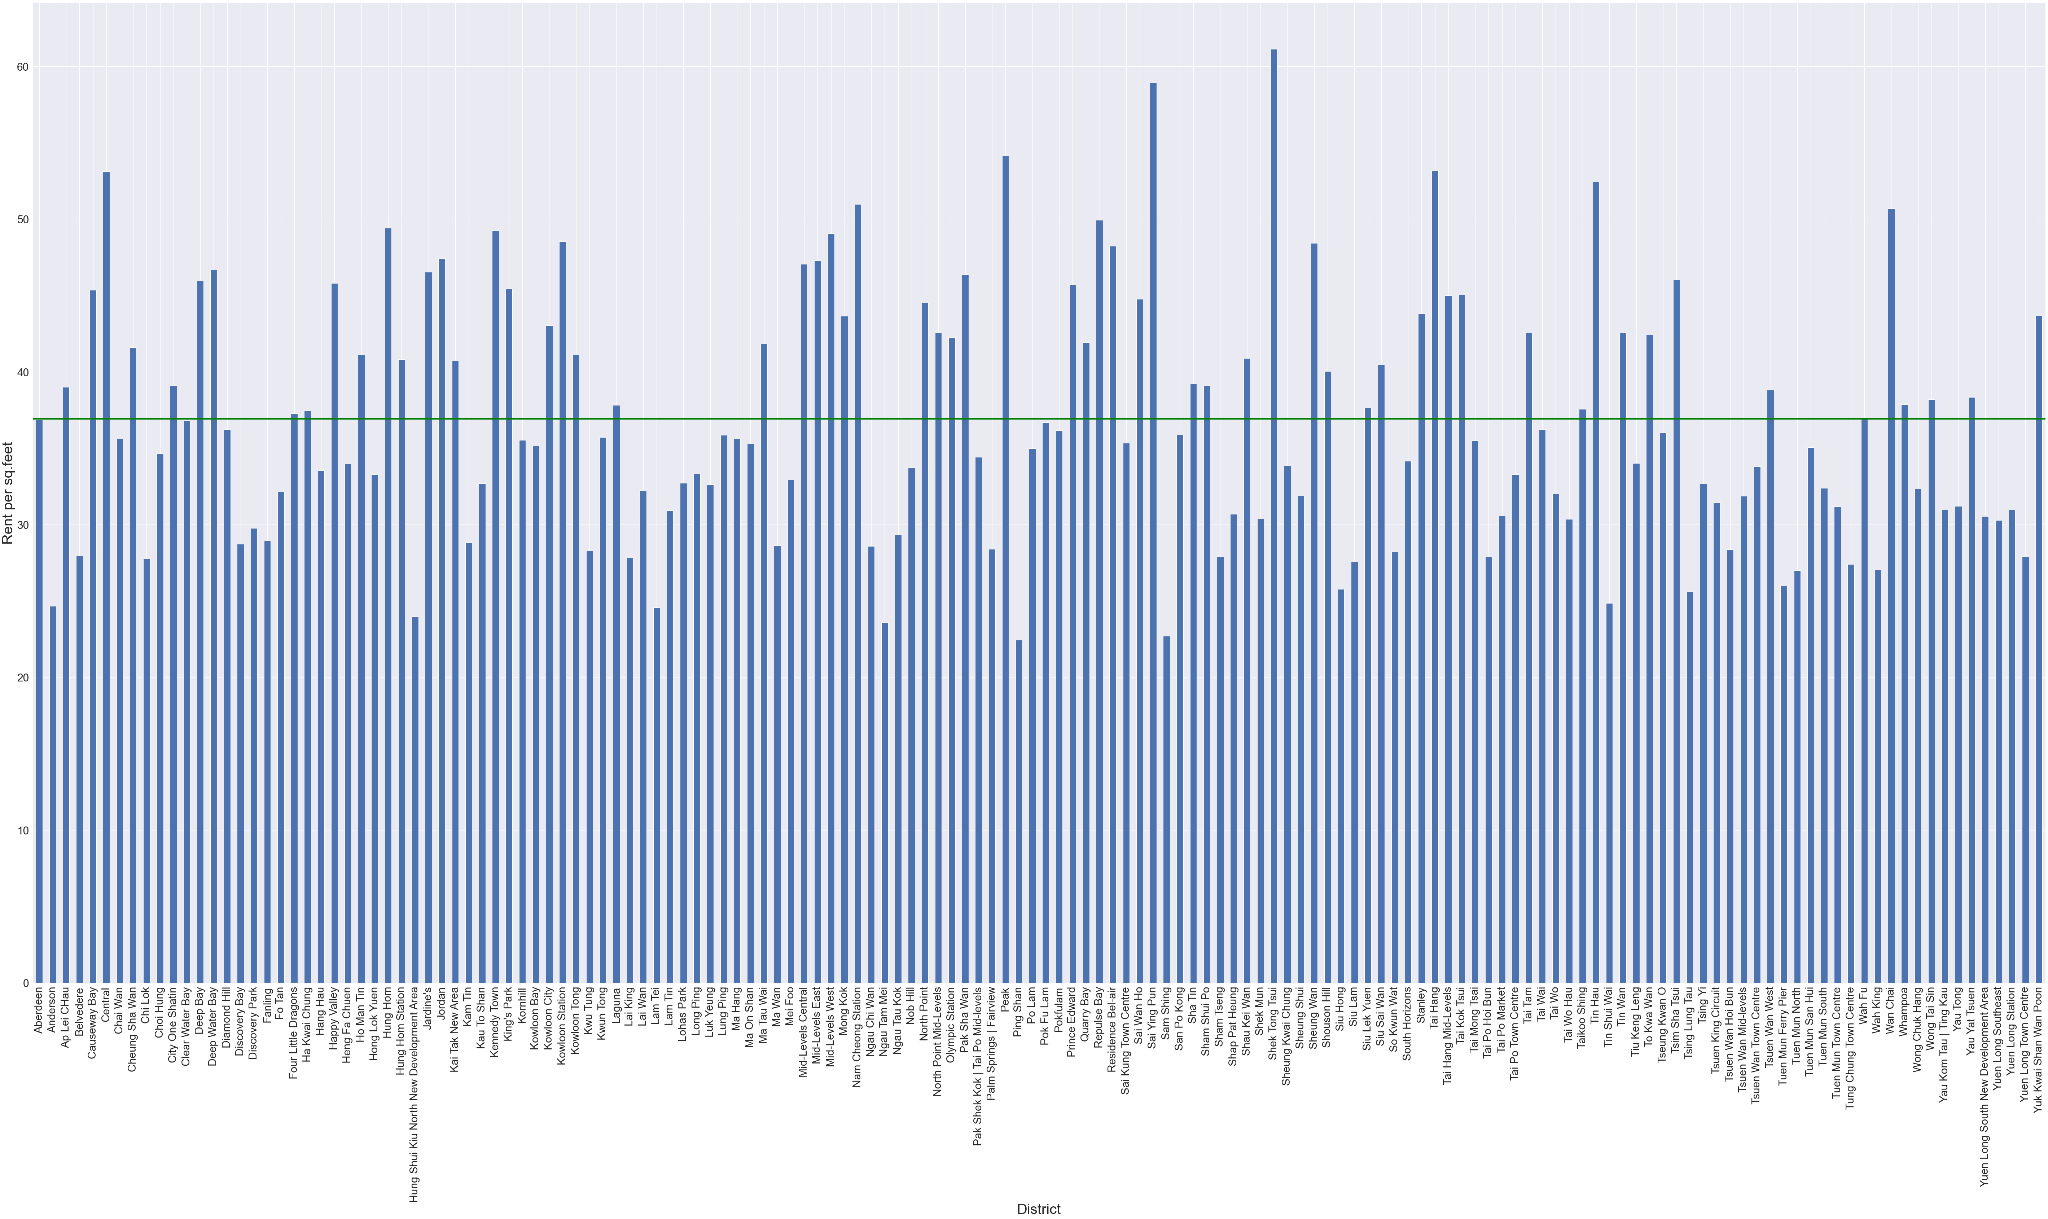 60
50
40
30
20
10
0
Rent per sq.feet
Aberdeen
Anderson
Ap Lei CHau
Belvedere
Causeway Bay
Central
Chai Wan
Cheung Sha Wan
Chi Lok
Choi Hung
City One Shatin
Clear Water Bay
Deep Bay
Deep Water Bay
Diamond Hill
Discovery Bay
Discovery Park
Fanling
Fo Tan
Four Little Dragons
Ha Kwai Chung
Hang Hau
Happy Valley
Heng Fa Chuen
Ho Man Tin
Hong Lok Yuen
Hung Hom
Hung Hom Station
Hung Shui Kiu North New Development Area
Jardine's
Jordan
Kai Tak New Area
Kam Tin
Kau To Shan
Kennedy Town
King's Park
Kornhill
Kowloon Bay
Kowloon City
Kowloon Station
Kowloon Tong
Kwu Tung
Kwun Tong
Laguna
Lai King
Lai Wan
Lam Tei
Lam Tin
Lohas Park
Long Ping
Luk Yeung
Lung Ping
Ma Hang
Ma On Shan
Ma Tau Wai
Ma Wan
Mei Foo
Mid-Levels Central
Mid-Levels East
Mid-Levels West
Mong Kok
Nam Cheong Station
Ngau Chi Wan
Ngau Tam Mei
Ngau Tau Kok
Nob Hill
North Point
North Point Mid-Levels
Olympic Station
Pak Sha Wan
Pak Shek Kok | Tai Po Mid-levels
Palm Springs | Fairview
Peak
Ping Shan
Po Lam
Pok Fu Lam
Pokfulam
Prince Edward
Quarry Bay
Repulse Bay
Residence Bel-air
Sai Kung Town Centre
Sai Wan Ho
Sai Ying Pun
Sam Shing
San Po Kong
Sha Tin
Sham Shui Po
Sham Tseng
Shap Pat Heung
Shau Kei Wan
Shek Mun
Shek Tong Tsui
Sheung Kwai Chung
Sheung Shui
Sheung Wan
Shouson Hill
Siu Hong
Siu Lam
Siu Lek Yuen
Siu Sai Wan
So Kwun Wat
South Horizons
Stanley
Tai Hang
Tai Hang Mid-Levels
Tai Kok Tsui
Tai Mong Tsai
Tai Po Hoi Bun
Tai Po Market
Tai Po Town Centre
Tai Tam
Tai Wai
Tai Wo
Tai Wo Hau
Taikoo Shing
Tin Hau
Tin Shui Wai
Tin Wan
Tiu Keng Leng
To Kwa Wan
Tseung Kwan O
Tsim Sha Tsui
Tsing Lung Tau
Tsing Yi
Tsuen King Circuit
Tsuen Wan Hoi Bun
Tsuen Wan Mid-levels
Tsuen Wan Town Centre
Tsuen Wan West
Tuen Mun Ferry Pier
Tuen Mun North
Tuen Mun San Hui
Tuen Mun South
Tuen Mun Town Centre
Tung Chung Town Centre
Wah Fu
Wah King
Wan Chai
Whampoa
Wong Chuk Hang
Wong Tai Sin
Yau Kom Tau | Ting Kau
Yau Tong
Yau Yat Tsuen
Yuen Long South New Development Area
Yuen Long Southeast
Yuen Long Station
Yuen Long Town Centre
Yuk Kwai Shan Wan Poon
District